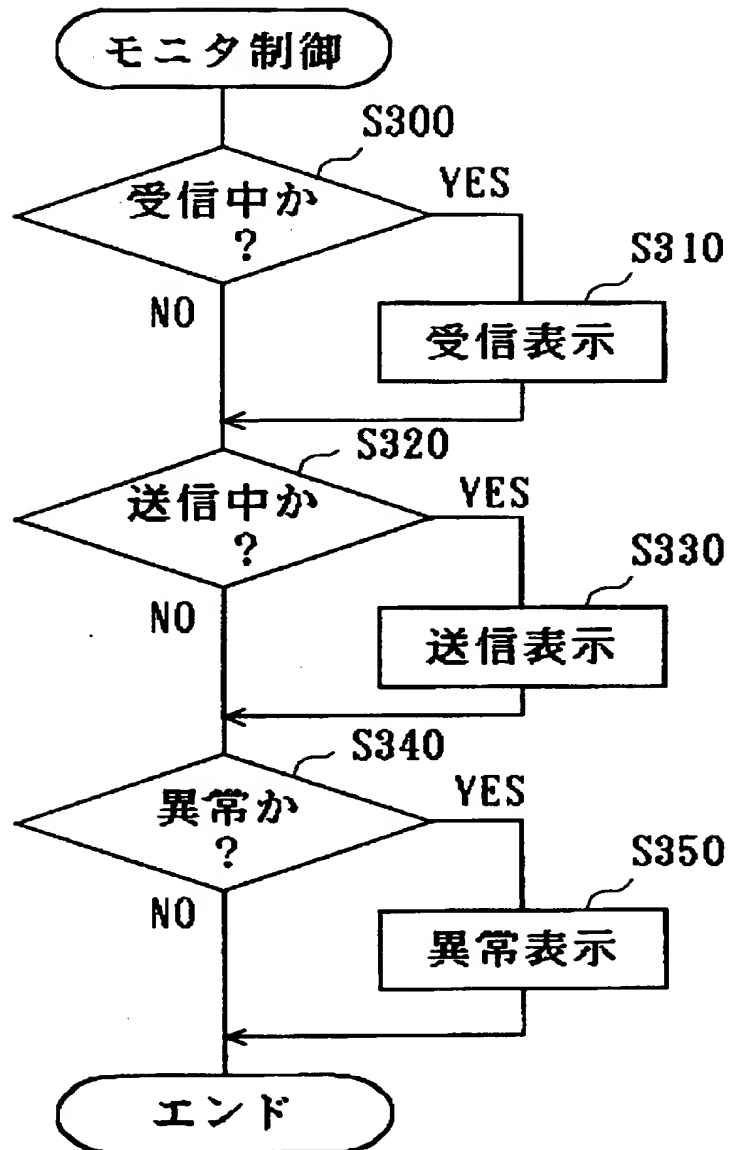 モニタ制御
S300
受信中か
?
YES
NO
S310
受信表示
S320
送信中か
?
YES
NO
S330
送信表示
S340
異常か
?
YES
NO
S350
異常表示
エンド